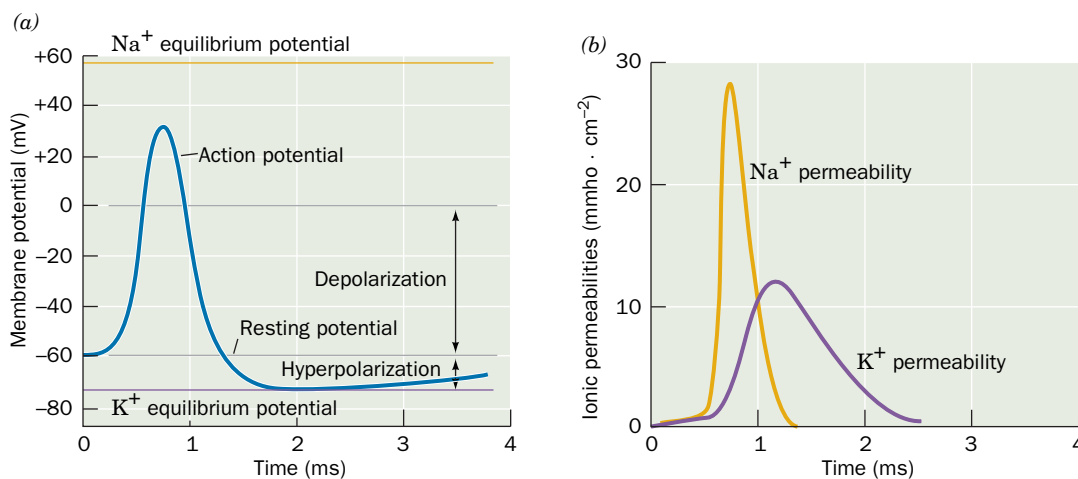 (a)
Na+ equilibrium potential
+60
+40
+20
0
–20
–40
–60
–80
Membrane potential (mV)
Action potential
Depolarization
Resting potential
Hyperpolarization
K+ equilibrium potential
0 1 2 3 4
Time (ms)
(b)
30
20
10
0
Ionic permeabilities (mmho · cm–2)
Na+ permeability
K+ permeability
0 1 2 3 4
Time (ms)